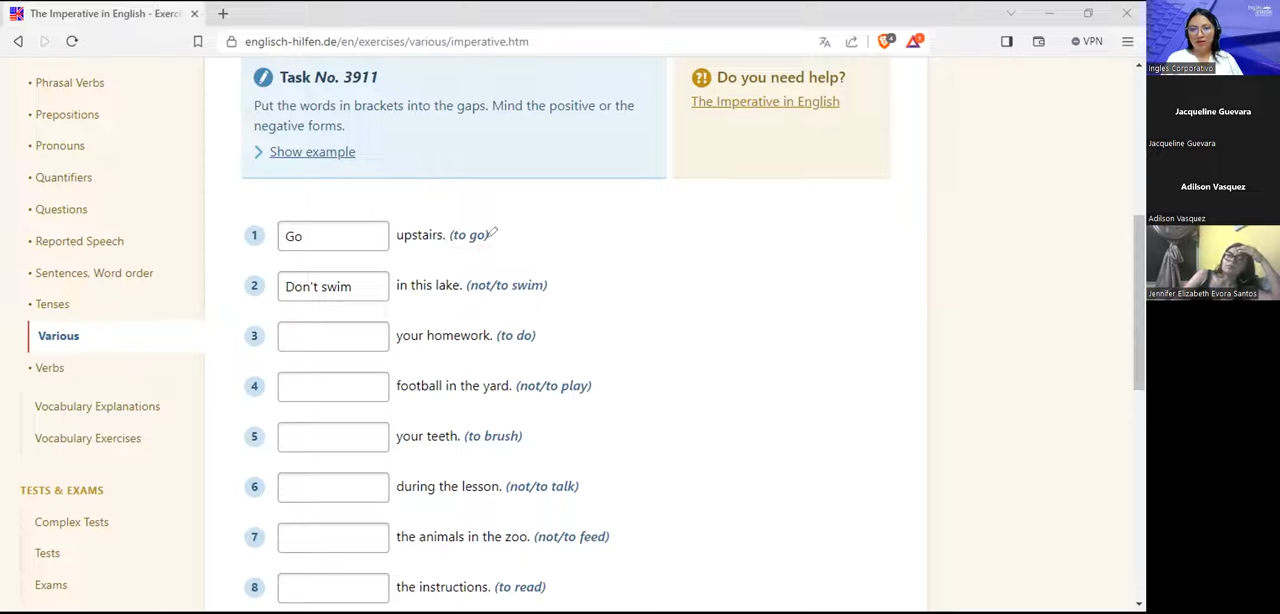 The Imperative in English - Exerci
englisch-hilfen.de/en/exercises/various/imperative.htm
VPN
• Phrasal Verbs
• Prepositions
• Pronouns
• Quantifiers
• Questions
• Reported Speech
• Sentences, Word order
• Tenses
Various
• Verbs
Vocabulary Explanations
Vocabulary Exercises
TESTS & EXAMS
Complex Tests
Tests
Exams
Task No. 3911
Put the words in brackets into the gaps. Mind the positive or the
negative forms.
Show example
?! Do you need help?
The Imperative in English
1 Go upstairs. (to go)
2 Don't swim in this lake. (not/to swim)
3 your homework. (to do)
4 football in the yard. (not/to play)
5 your teeth. (to brush)
6 during the lesson. (not/to talk)
7 the animals in the zoo. (not/to feed)
8 the instructions. (to read)
Ingles Corporativo
Jacqueline Guevara
Jacqueline Guevara
Adilson Vasquez
Adilson Vasquez
Jennifer Elizabeth Evora Santos